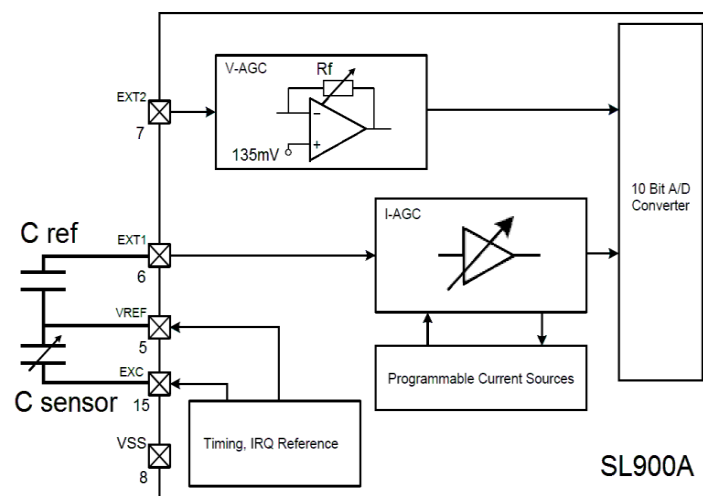 V-AGC
Rf
EXT2
7
−
+
135mV
10 Bit A/D
Converter
C ref
EXT1
6
I-AGC
VREF
5
EXC
15
C sensor
Programmable Current Sources
Timing, IRQ Reference
VSS
8
SL900A